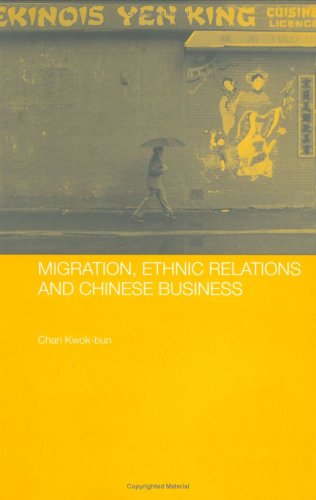 EKINOIS YEN KING CUISINE
LICENCE
MIGRATION, ETHNIC RELATIONS
AND CHINESE BUSINESS
Chan Kwok-bun
Copyrighted Material